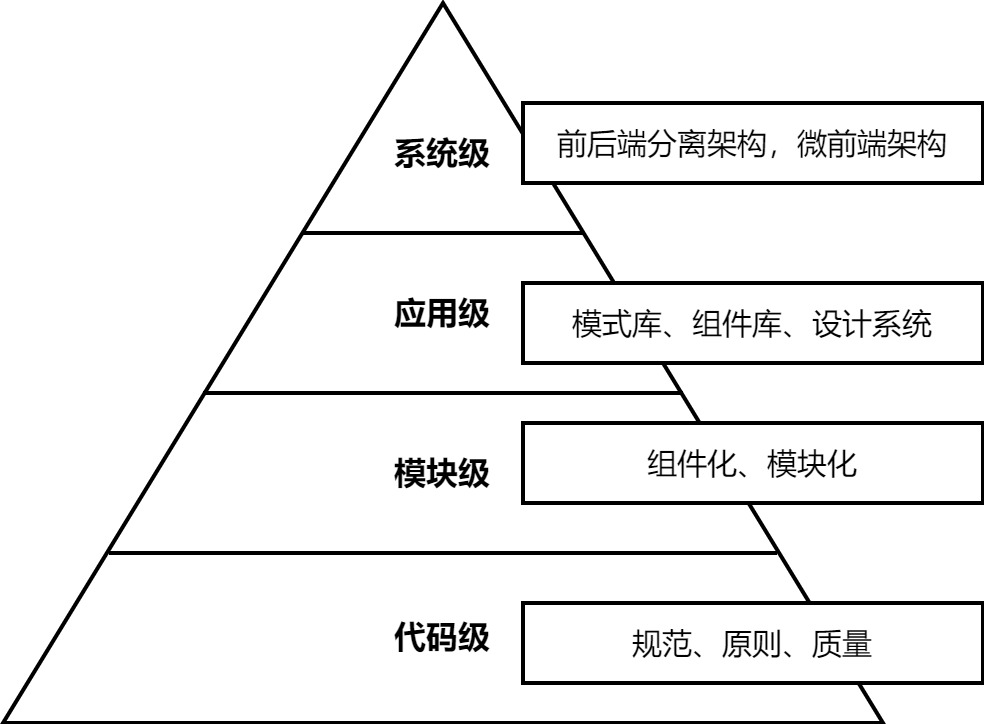 系统级
前后端分离架构，微前端架构
应用级
模式库、组件库、设计系统
模块级
组件化、模块化
代码级
规范、原则、质量